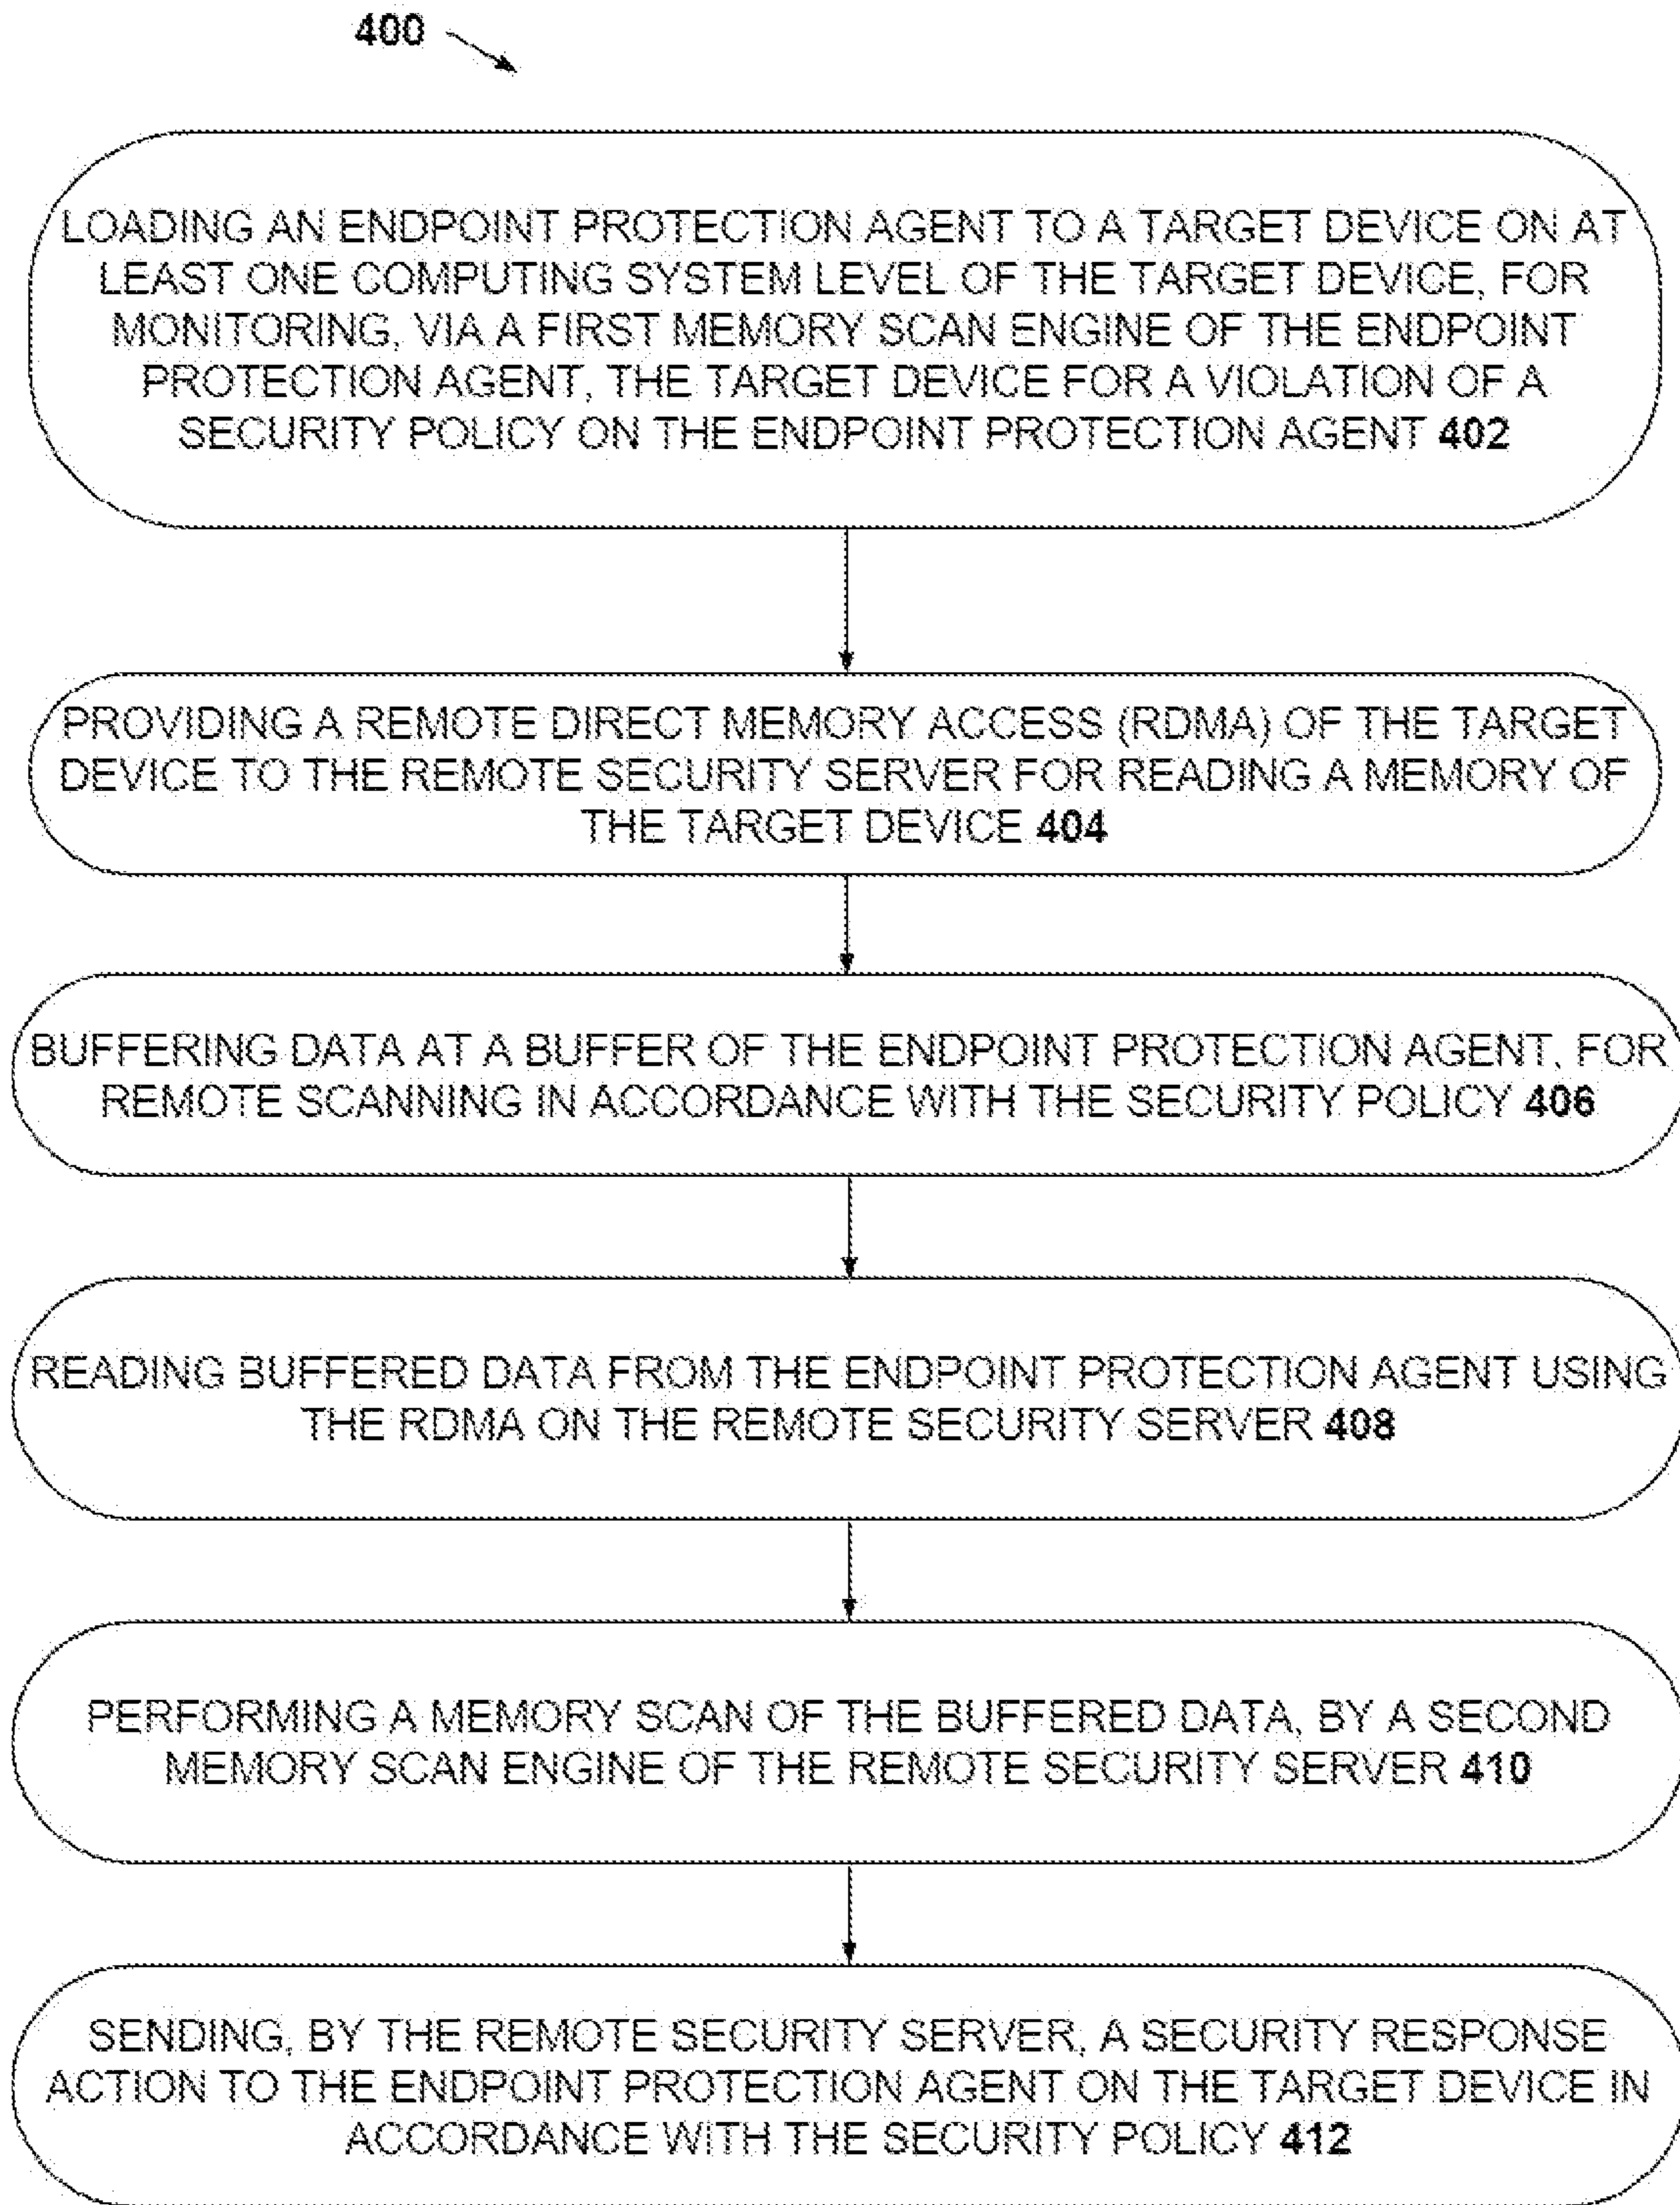 400
LOADING AN ENDPOINT PROTECTION AGENT TO A TARGET DEVICE ON AT
LEAST ONE COMPUTING SYSTEM LEVEL OF THE TARGET DEVICE, FOR
MONITORING, VIA A FIRST MEMORY SCAN ENGINE OF THE ENDPOINT
PROTECTION AGENT, THE TARGET DEVICE FOR A VIOLATION OF A
SECURITY POLICY ON THE ENDPOINT PROTECTION AGENT 402
PROVIDING A REMOTE DIRECT MEMORY ACCESS (RDMA) OF THE TARGET
DEVICE TO THE REMOTE SECURITY SERVER FOR READING A MEMORY OF
THE TARGET DEVICE 404
BUFFERING DATA AT A BUFFER OF THE ENDPOINT PROTECTION AGENT, FOR
REMOTE SCANNING IN ACCORDANCE WITH THE SECURITY POLICY 406
READING BUFFERED DATA FROM THE ENDPOINT PROTECTION AGENT USING
THE RDMA ON THE REMOTE SECURITY SERVER 408
PERFORMING A MEMORY SCAN OF THE BUFFERED DATA, BY A SECOND
MEMORY SCAN ENGINE OF THE REMOTE SECURITY SERVER 410
SENDING, BY THE REMOTE SECURITY SERVER, A SECURITY RESPONSE
ACTION TO THE ENDPOINT PROTECTION AGENT ON THE TARGET DEVICE IN
ACCORDANCE WITH THE SECURITY POLICY 412